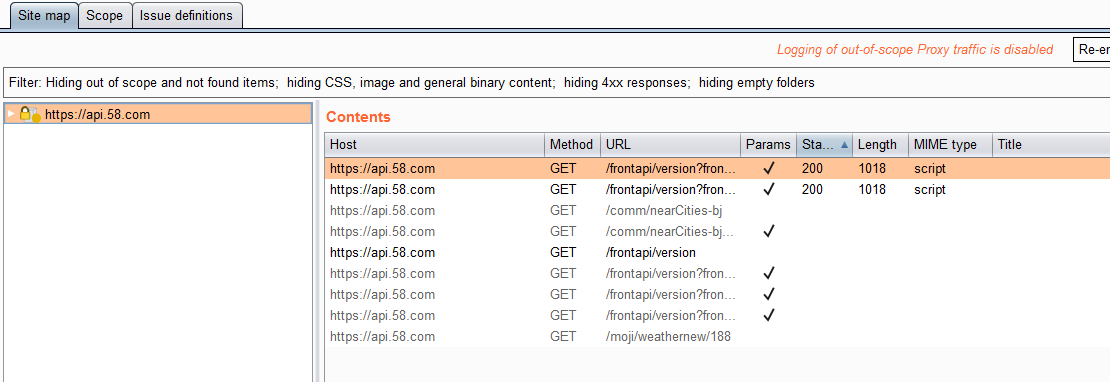 Site map Scope Issue definitions
Logging of out-of-scope Proxy traffic is disabled Re-en
Filter: Hiding out of scope and not found items; hiding CSS, image and general binary content; hiding 4xx responses; hiding empty folders
https://api.58.com
Contents
Host Method URL Params Sta... Length MIME type Title
https://api.58.com GET /frontapi/version?fron... ✓ 200 1018 script
https://api.58.com GET /frontapi/version?fron... ✓ 200 1018 script
https://api.58.com GET /comm/nearCities-bj
https://api.58.com GET /comm/nearCities-bj... ✓
https://api.58.com GET /frontapi/version
https://api.58.com GET /frontapi/version?fron... ✓
https://api.58.com GET /frontapi/version?fron... ✓
https://api.58.com GET /frontapi/version?fron... ✓
https://api.58.com GET /moji/weathernew/188